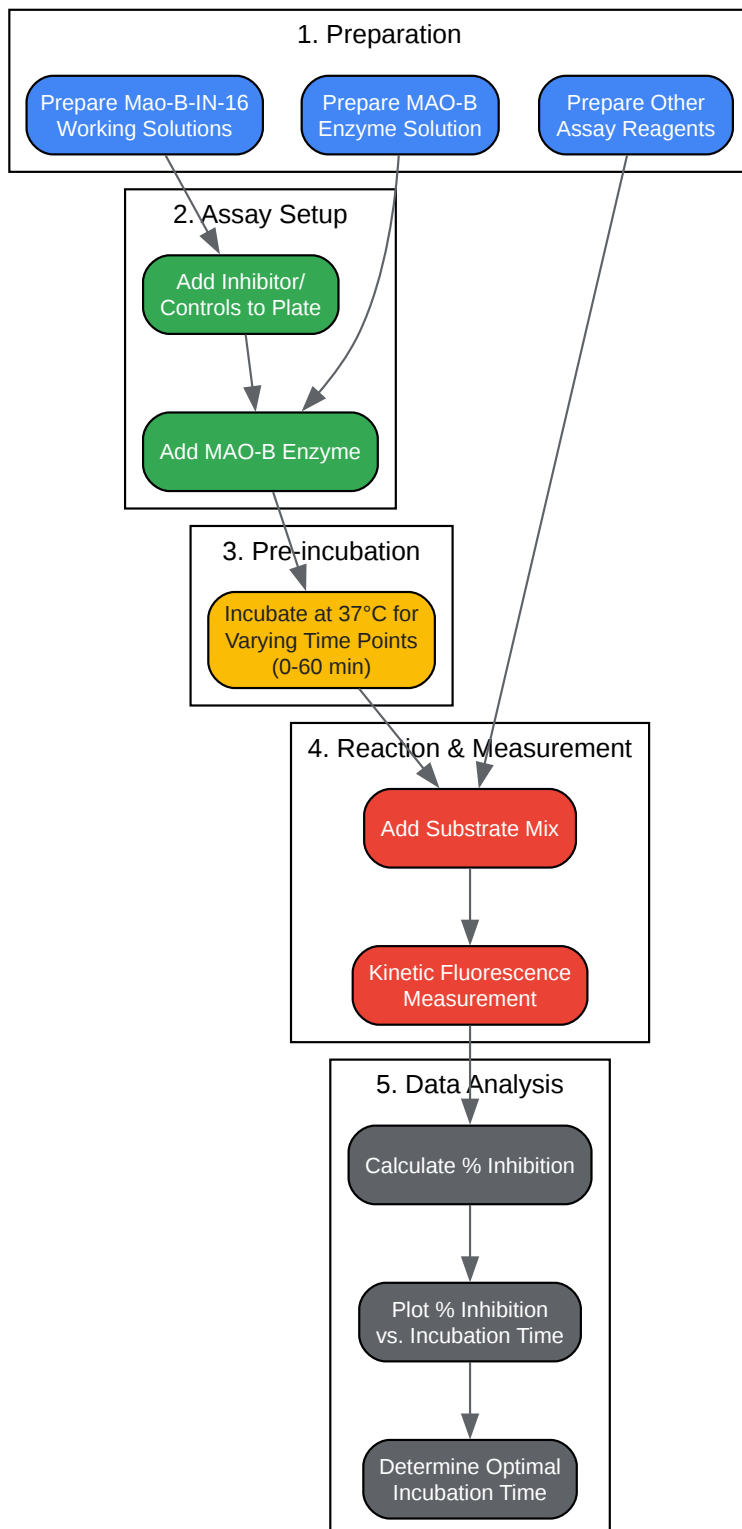 1. Preparation
Prepare Mao-B-IN-16
Working Solutions
Prepare MAO-B
Enzyme Solution
Prepare Other
Assay Reagents
2. Assay Setup
Add Inhibitor/
Controls to Plate
Add MAO-B Enzyme
3. Pre-incubation
Incubate at 37°C for
Varying Time Points
(0-60 min)
4. Reaction & Measurement
Add Substrate Mix
Kinetic Fluorescence
Measurement
5. Data Analysis
Calculate % Inhibition
Plot % Inhibition
vs. Incubation Time
Determine Optimal
Incubation Time